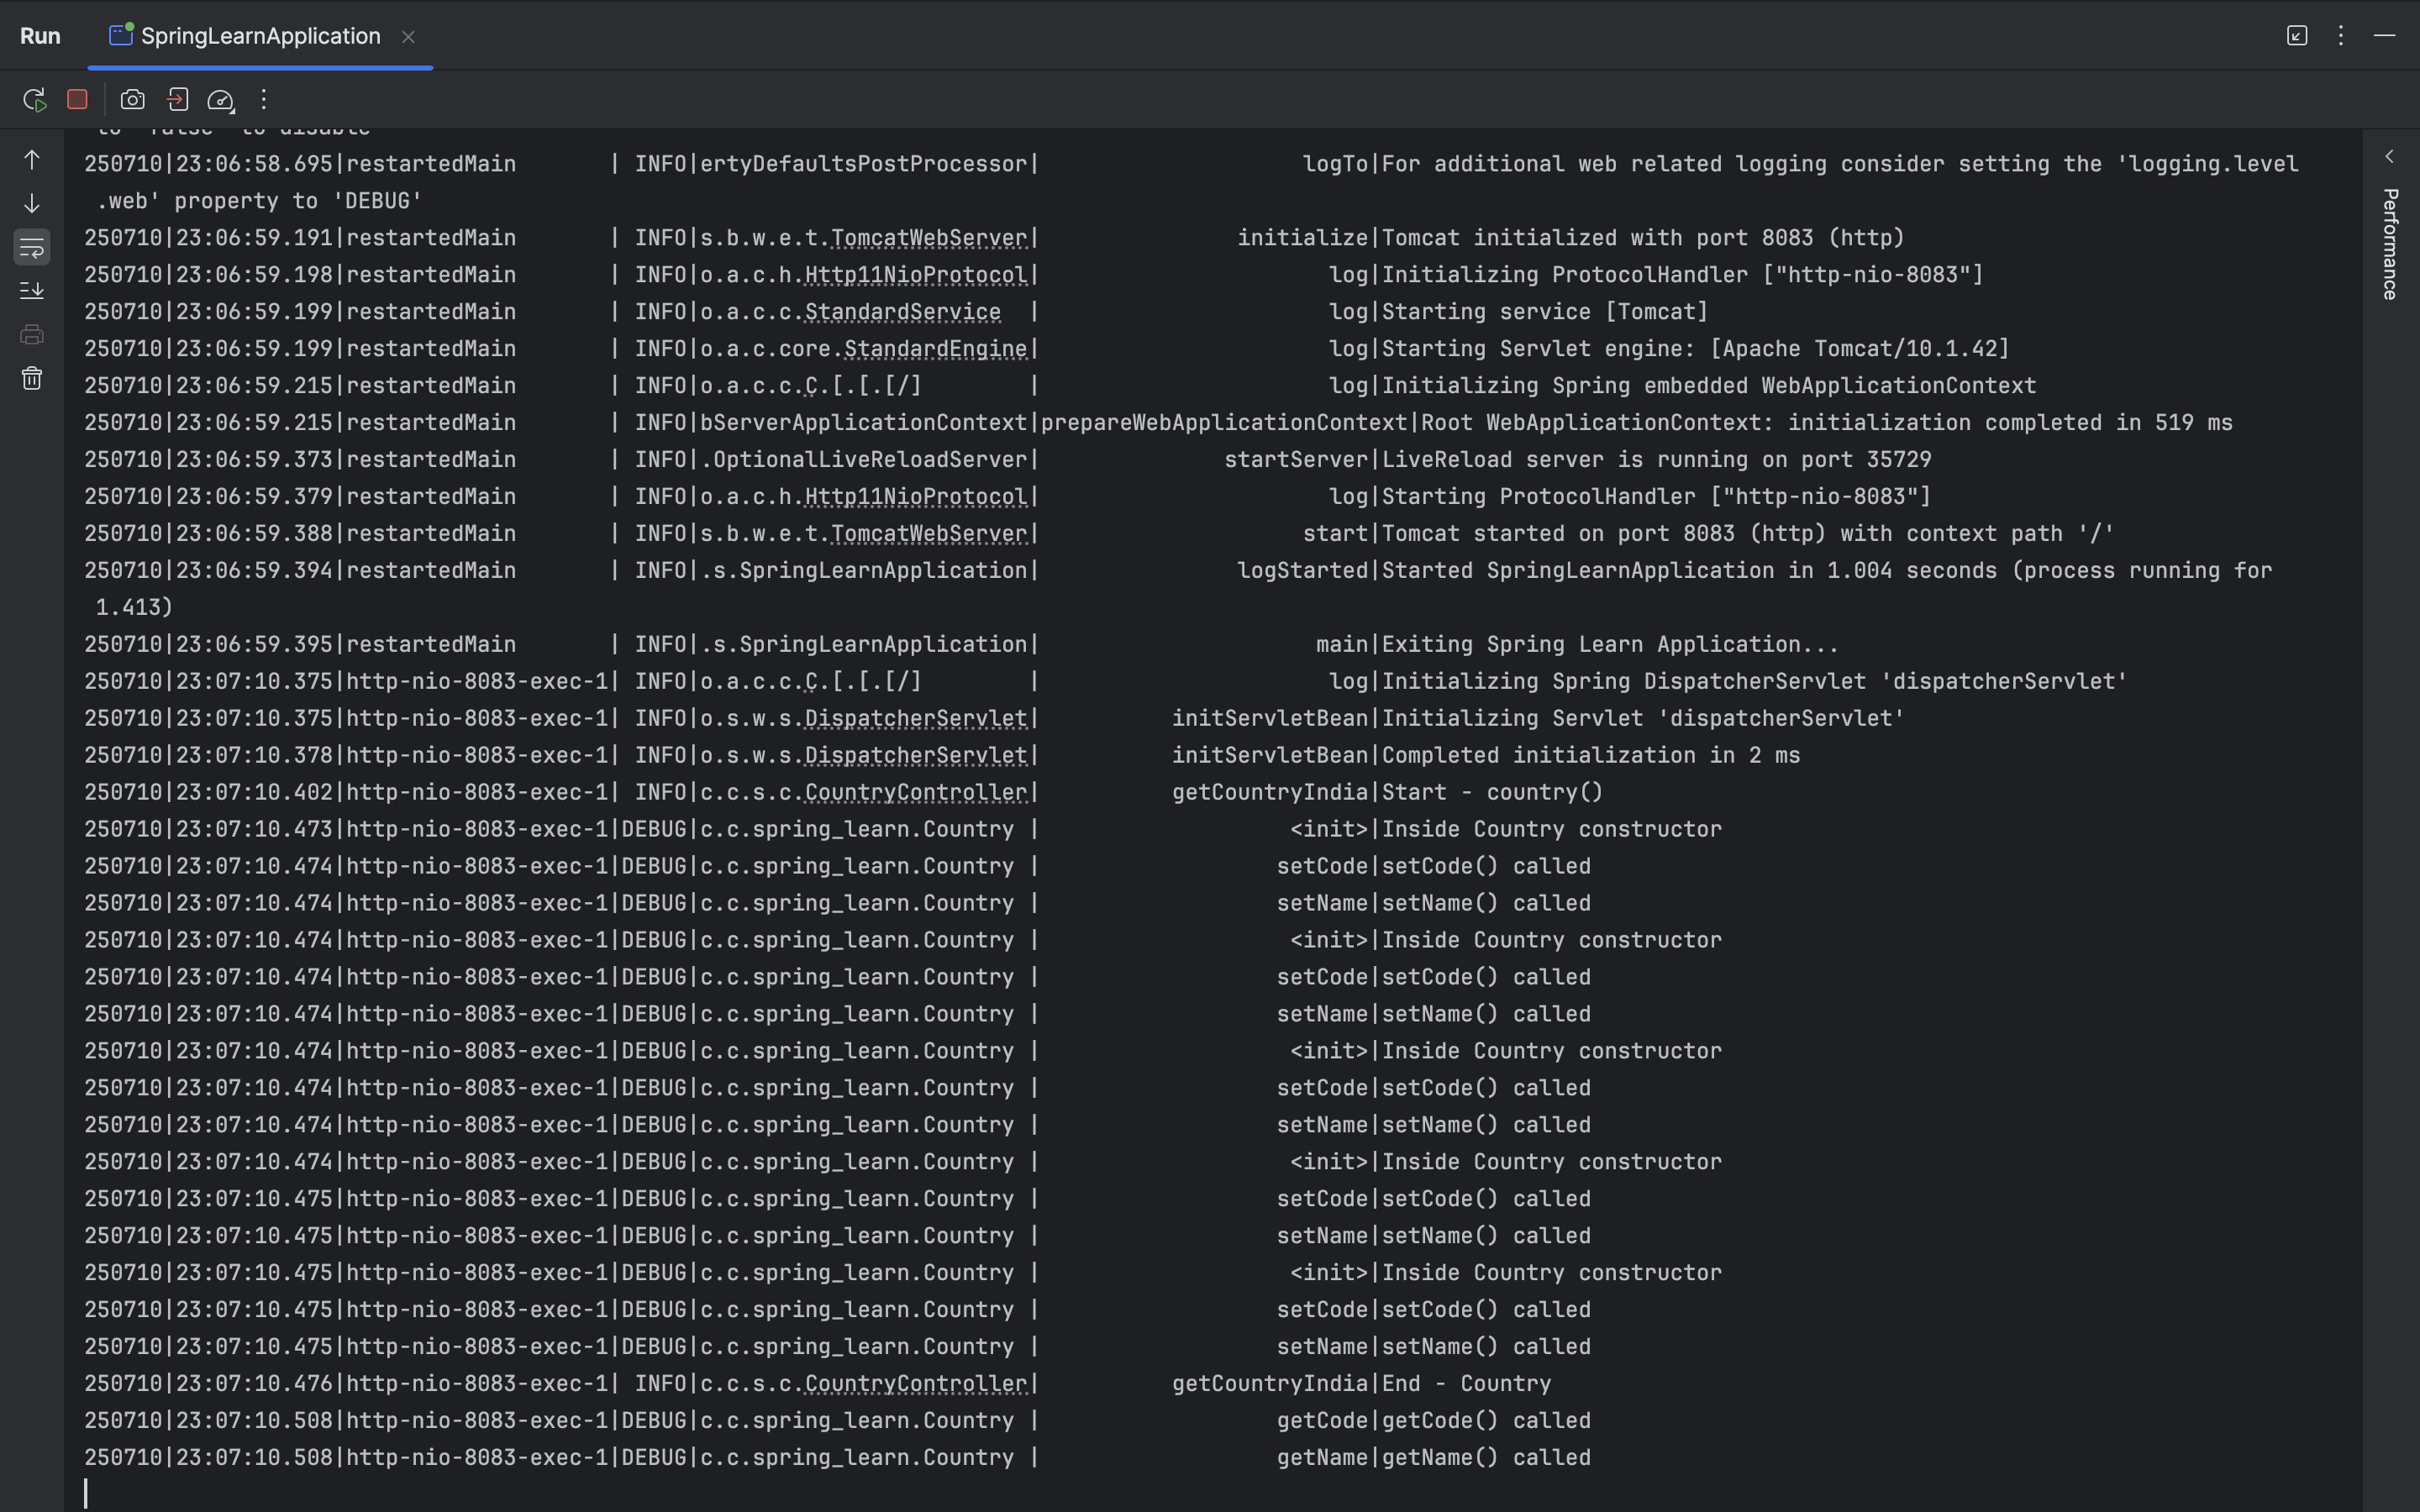 Run SpringLearnApplication
to 'false' to disable
250710|23:06:58.695|restartedMain       | INFO|ertyDefaultsPostProcessor|                    logTo|For additional web related logging consider setting the 'logging.level
.web' property to 'DEBUG'
250710|23:06:59.191|restartedMain       | INFO|s.b.w.e.t.TomcatWebServer|               initialize|Tomcat initialized with port 8083 (http)
250710|23:06:59.198|restartedMain       | INFO|o.a.c.h.Http11NioProtocol|                      log|Initializing ProtocolHandler ["http-nio-8083"]
250710|23:06:59.199|restartedMain       | INFO|o.a.c.c.StandardService  |                      log|Starting service [Tomcat]
250710|23:06:59.199|restartedMain       | INFO|o.a.c.core.StandardEngine|                      log|Starting Servlet engine: [Apache Tomcat/10.1.42]
250710|23:06:59.215|restartedMain       | INFO|o.a.c.c.C.[.[.[/]        |                      log|Initializing Spring embedded WebApplicationContext
250710|23:06:59.215|restartedMain       | INFO|bServerApplicationContext|prepareWebApplicationContext|Root WebApplicationContext: initialization completed in 519 ms
250710|23:06:59.373|restartedMain       | INFO|.OptionalLiveReloadServer|              startServer|LiveReload server is running on port 35729
250710|23:06:59.379|restartedMain       | INFO|o.a.c.h.Http11NioProtocol|                      log|Starting ProtocolHandler ["http-nio-8083"]
250710|23:06:59.388|restartedMain       | INFO|s.b.w.e.t.TomcatWebServer|                    start|Tomcat started on port 8083 (http) with context path '/'
250710|23:06:59.394|restartedMain       | INFO|.s.SpringLearnApplication|               logStarted|Started SpringLearnApplication in 1.004 seconds (process running for
1.413)
250710|23:06:59.395|restartedMain       | INFO|.s.SpringLearnApplication|                     main|Exiting Spring Learn Application...
250710|23:07:10.375|http-nio-8083-exec-1| INFO|o.a.c.c.C.[.[.[/]        |                      log|Initializing Spring DispatcherServlet 'dispatcherServlet'
250710|23:07:10.375|http-nio-8083-exec-1| INFO|o.s.w.s.DispatcherServlet|          initServletBean|Initializing Servlet 'dispatcherServlet'
250710|23:07:10.378|http-nio-8083-exec-1| INFO|o.s.w.s.DispatcherServlet|          initServletBean|Completed initialization in 2 ms
250710|23:07:10.402|http-nio-8083-exec-1| INFO|c.c.s.c.CountryController|          getCountryIndia|Start - country()
250710|23:07:10.473|http-nio-8083-exec-1|DEBUG|c.c.spring_learn.Country |                   <init>|Inside Country constructor
250710|23:07:10.474|http-nio-8083-exec-1|DEBUG|c.c.spring_learn.Country |                  setCode|setCode() called
250710|23:07:10.474|http-nio-8083-exec-1|DEBUG|c.c.spring_learn.Country |                  setName|setName() called
250710|23:07:10.474|http-nio-8083-exec-1|DEBUG|c.c.spring_learn.Country |                   <init>|Inside Country constructor
250710|23:07:10.474|http-nio-8083-exec-1|DEBUG|c.c.spring_learn.Country |                  setCode|setCode() called
250710|23:07:10.474|http-nio-8083-exec-1|DEBUG|c.c.spring_learn.Country |                  setName|setName() called
250710|23:07:10.474|http-nio-8083-exec-1|DEBUG|c.c.spring_learn.Country |                   <init>|Inside Country constructor
250710|23:07:10.474|http-nio-8083-exec-1|DEBUG|c.c.spring_learn.Country |                  setCode|setCode() called
250710|23:07:10.474|http-nio-8083-exec-1|DEBUG|c.c.spring_learn.Country |                  setName|setName() called
250710|23:07:10.474|http-nio-8083-exec-1|DEBUG|c.c.spring_learn.Country |                   <init>|Inside Country constructor
250710|23:07:10.475|http-nio-8083-exec-1|DEBUG|c.c.spring_learn.Country |                  setCode|setCode() called
250710|23:07:10.475|http-nio-8083-exec-1|DEBUG|c.c.spring_learn.Country |                  setName|setName() called
250710|23:07:10.475|http-nio-8083-exec-1|DEBUG|c.c.spring_learn.Country |                   <init>|Inside Country constructor
250710|23:07:10.475|http-nio-8083-exec-1|DEBUG|c.c.spring_learn.Country |                  setCode|setCode() called
250710|23:07:10.475|http-nio-8083-exec-1|DEBUG|c.c.spring_learn.Country |                  setName|setName() called
250710|23:07:10.476|http-nio-8083-exec-1| INFO|c.c.s.c.CountryController|          getCountryIndia|End - Country
250710|23:07:10.508|http-nio-8083-exec-1|DEBUG|c.c.spring_learn.Country |                  getCode|getCode() called
250710|23:07:10.508|http-nio-8083-exec-1|DEBUG|c.c.spring_learn.Country |                  getName|getName() called
Performance